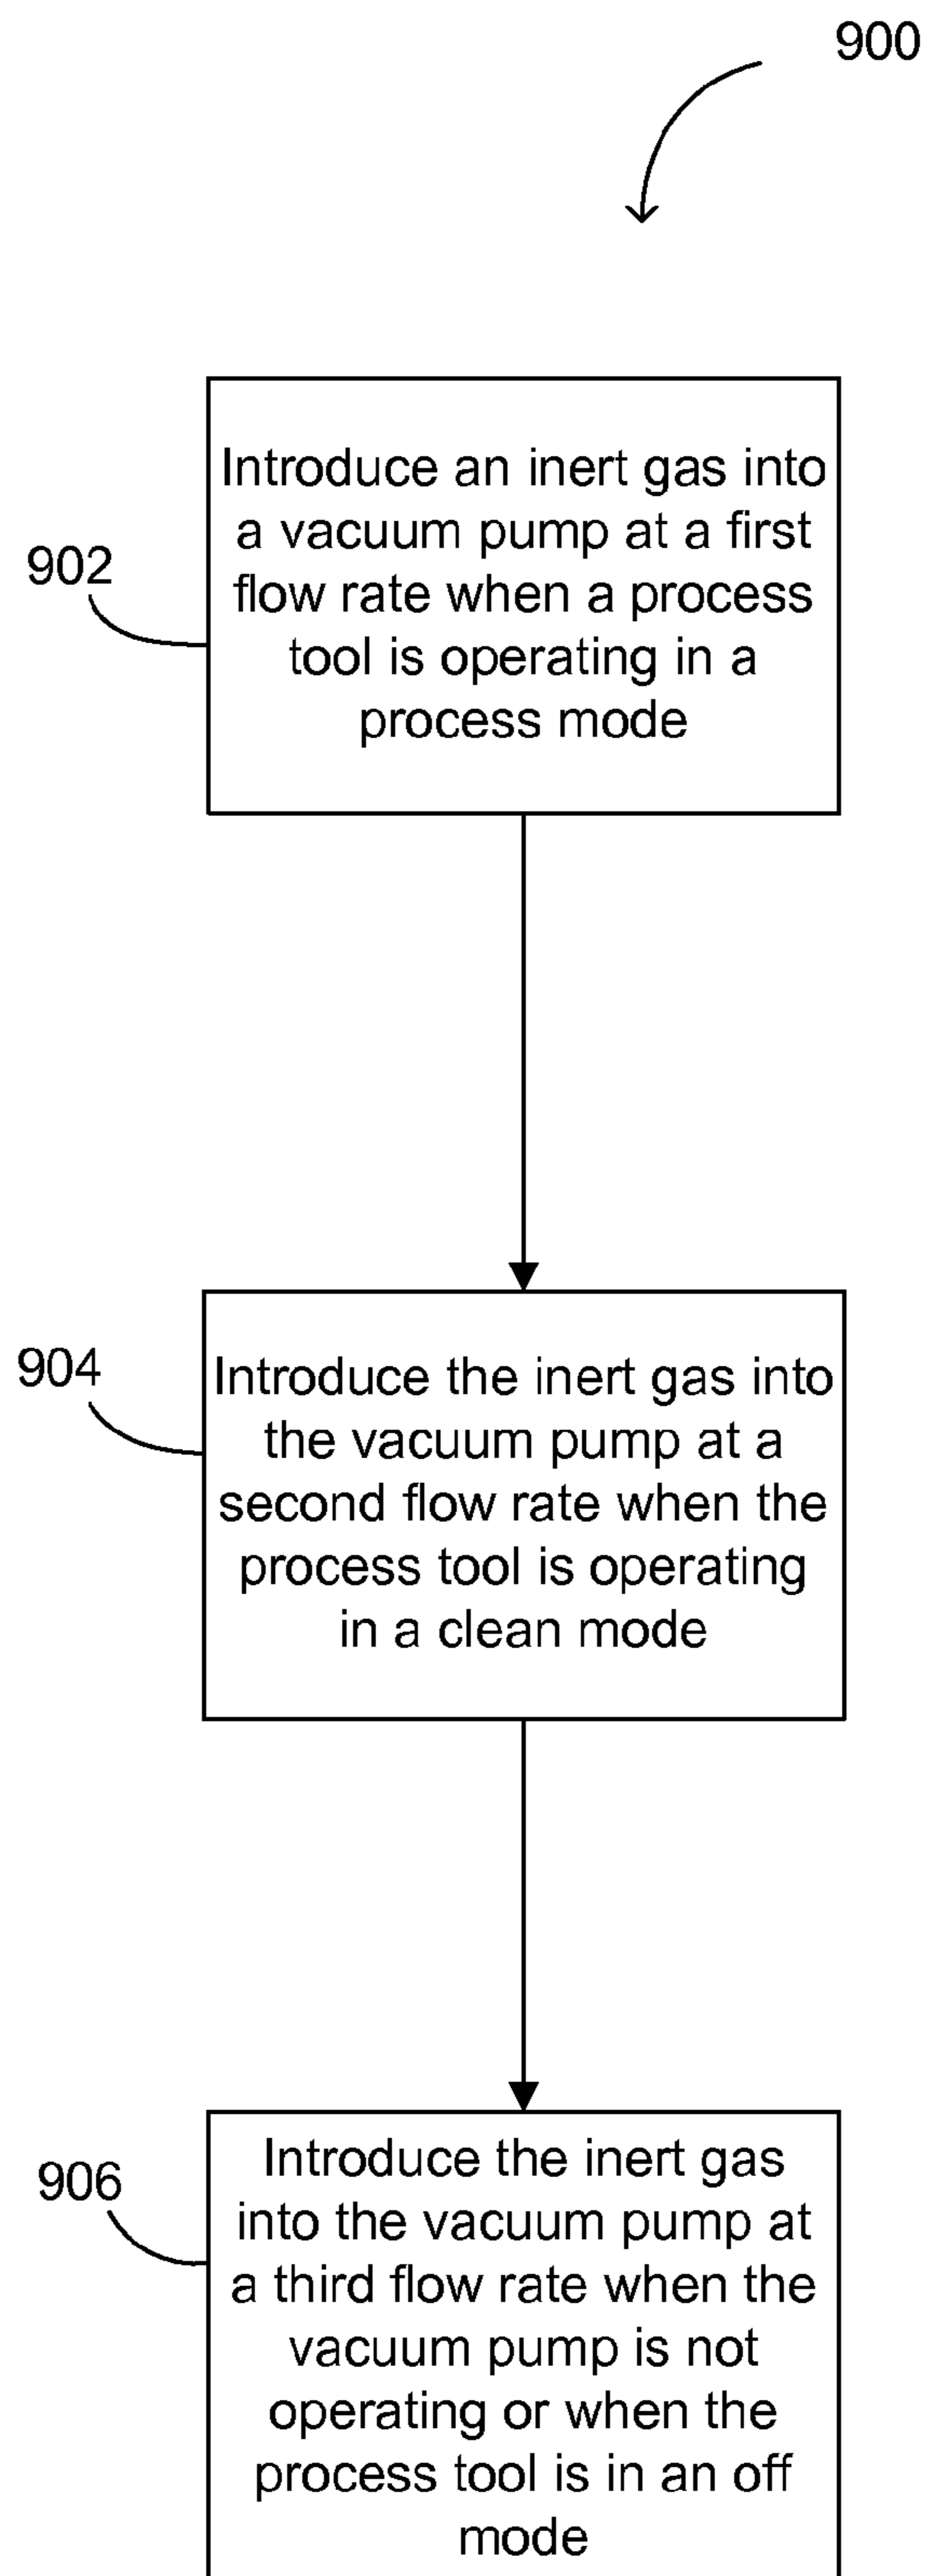 900
Introduce an inert gas into
a vacuum pump at a first
flow rate when a process
tool is operating in a
process mode
902
904
Introduce the inert gas into
the vacuum pump at a
second flow rate when the
process tool is operating
in a clean mode
906
Introduce the inert gas
into the vacuum pump at
a third flow rate when the
vacuum pump is not
operating or when the
process tool is in an off
mode